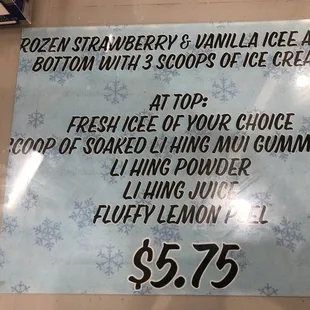 ROZEN STRAWBERRY & VANILLA ICEE A
BOTTOM WITH 3 SCOOPS OF ICE CREA
AT TOP:
FRESH ICEE OF YOUR CHOICE
SCOOP OF SOAKED LI HING MUI GUMM
LI HING POWDER
LI HING JUICE
FLUFFY LEMON PEEL
$5.75